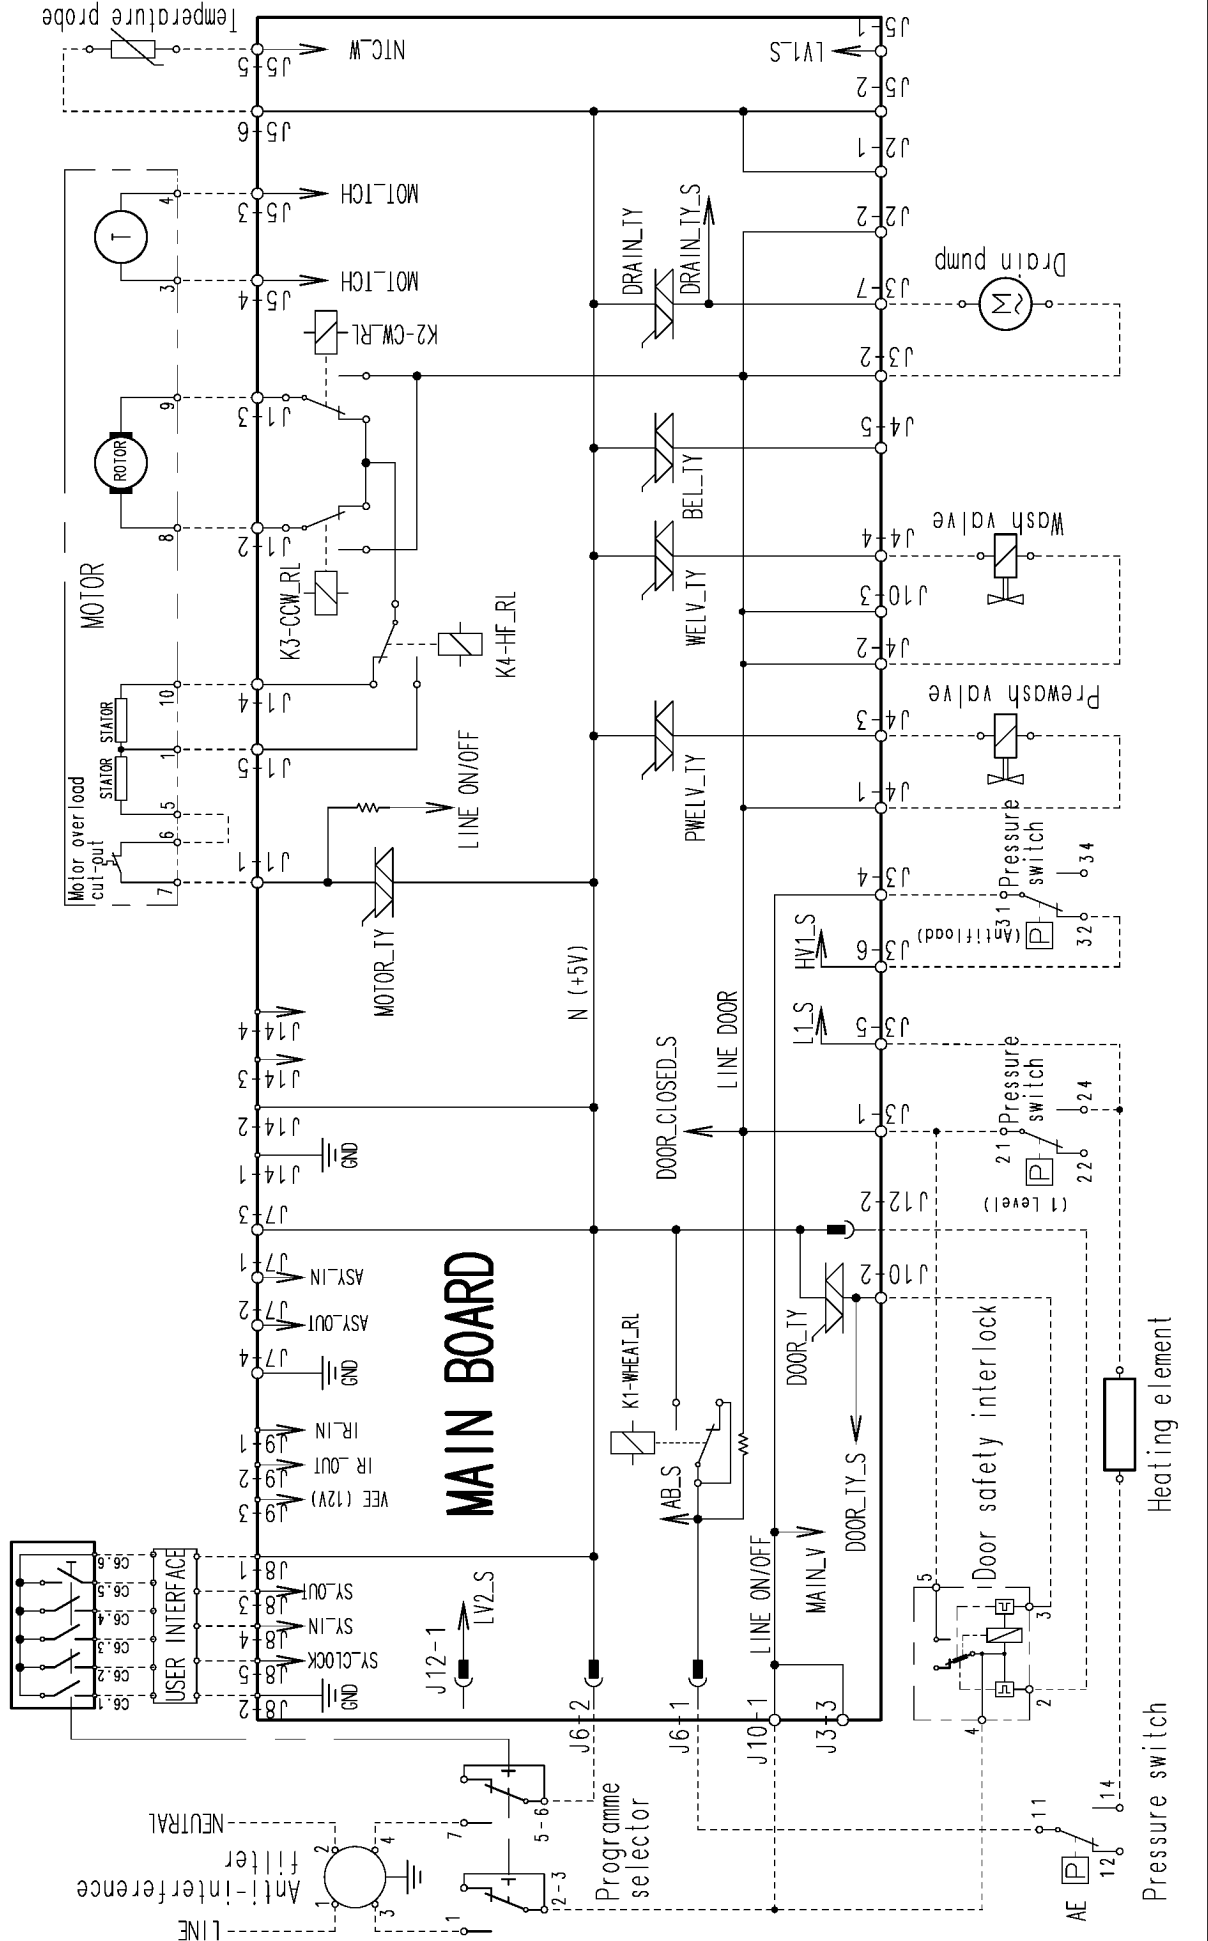 Temperature probe
J5-5
NTC_W
LV1_S
J5-1
J5-2
J5-6
J2-1
J2-2
MOTOR
T
4
3
J5-3
MOT_TCH
J5-4
MOT_TCH
K2-CW_RL
DRAIN_TY
DRAIN_TY_S
J3-7
J3-2
M
Drain pump
ROTOR
9
8
J1-3
J1-2
K3-CCW_RL
K4-HF_RL
BEL_TY
J4-5
WELV_TY
J4-4
J10-3
J4-2
Wash valve
STATOR
STATOR
10
1
5
6
7
Motor overload
cut-out
J1-4
J1-5
J1-1
LINE ON/OFF
MOTOR_TY
PWELV_TY
J4-3
J4-1
Prewash valve
J3-4
J3-6
HV1_S
Pressure
switch
(Antifload)
P
31
32
34
N (+5V)
LINE DOOR
J14-4
J14-3
J14-2
J14-1
GND
DOOR_CLOSED_S
L1_S
J3-5
J3-1
Pressure
switch
(1 Level)
P
21
22
24
J7-3
J7-1
ASY_IN
J7-2
ASY_OUT
J7-4
GND
MAIN BOARD
J12-2
J10-2
DOOR_TY
DOOR_TY_S
K1-WHEAT_RL
AB_S
J9-1
IR_IN
J9-2
IR_OUT
J9-3
VEE (12V)
LINE ON/OFF
MAIN_V
Door safety interlock
5
3
2
4
Heating element
C6.6
C6.5
C6.4
C6.3
C6.2
C6.1
USER INTERFACE
J8-1
J8-3
SY_OUT
J8-4
SY_IN
J8-5
SY_CLOCK
J8-2
GND
J12-1
LV2_S
J6-2
J6-1
J10-1
J3-3
NEUTRAL
Anti-interference
filter
LINE
2
1
4
3
7
5-6
1
2-3
Programme
selector
AE
P
11
12
14
Pressure switch